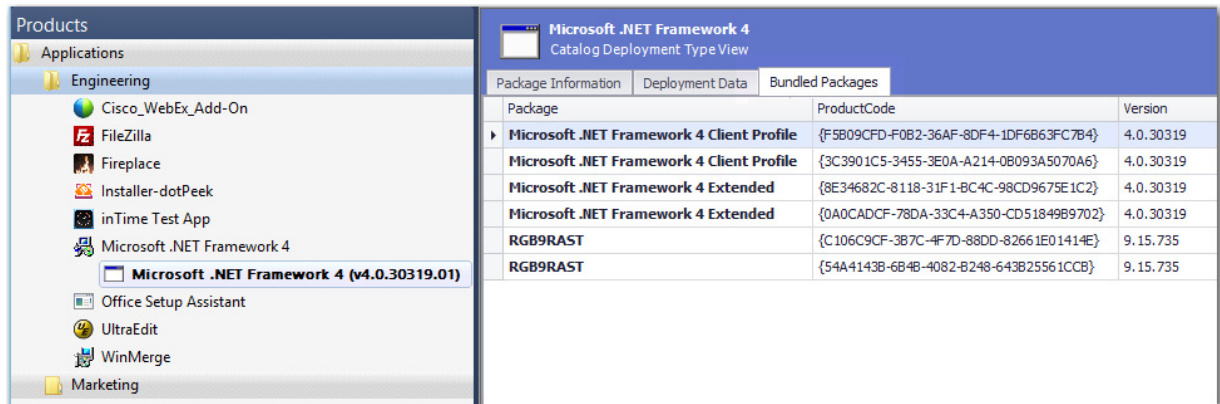 Products
Applications
Engineering
Cisco_WebEx_Add-On
FileZilla
Fireplace
Installer-dotPeek
inTime Test App
Microsoft .NET Framework 4
Microsoft .NET Framework 4 (v4.0.30319.01)
Office Setup Assistant
UltraEdit
WinMerge
Marketing
Microsoft .NET Framework 4
Catalog Deployment Type View
Package Information Deployment Data Bundled Packages
Package ProductCode Version
Microsoft .NET Framework 4 Client Profile {F5B09CFD-F0B2-36AF-8DF4-1DF6B63FC7B4} 4.0.30319
Microsoft .NET Framework 4 Client Profile {3C3901C5-3455-3E0A-A214-0B093A5070A6} 4.0.30319
Microsoft .NET Framework 4 Extended {8E34682C-8118-31F1-BC4C-98CD9675E1C2} 4.0.30319
Microsoft .NET Framework 4 Extended {0A0CADCF-78DA-33C4-A350-CD51849B9702} 4.0.30319
RGB9RAST {C106C9CF-3B7C-4F7D-88DD-82661E01414E} 9.15.735
RGB9RAST {54A4143B-6B4B-4082-B248-643B25561CCB} 9.15.735